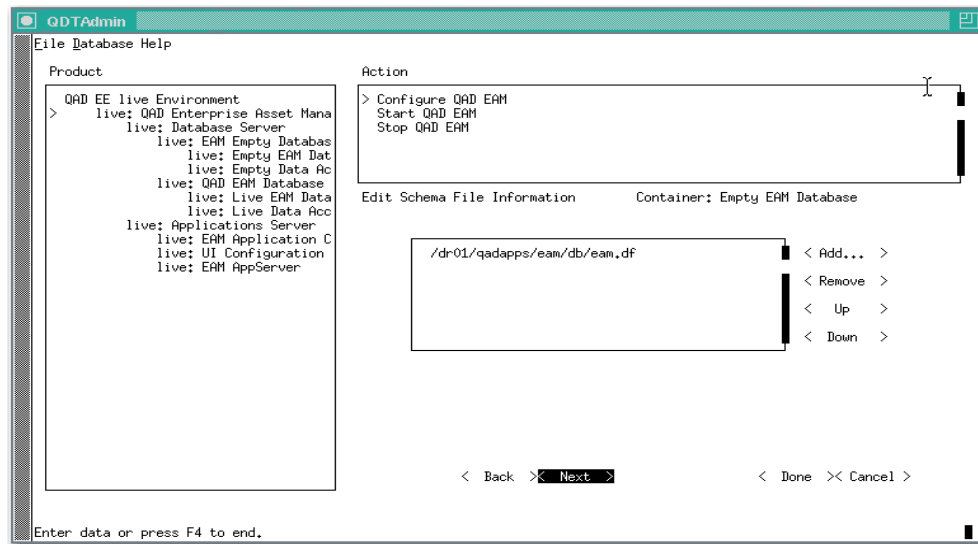 QDTAdmin
File Database Help
Product
QAD EE live Environment
> live: QAD Enterprise Asset Mana
live: Database Server
live: EAM Empty Databas
live: Empty EAM Dat
live: Empty Data Ac
live: QAD EAM Database
live: Live EAM Data
live: Live Data Acc
live: Applications Server
live: EAM Application C
live: UI Configuration
live: EAM AppServer
Action
> Configure QAD EAM
Start QAD EAM
Stop QAD EAM
Edit Schema File Information Container: Empty EAM Database
/dr01/qadapps/eam/db/eam.df
< Add... >
< Remove >
< Up >
< Down >
< Back >< Next > < Done >< Cancel >
Enter data or press F4 to end.